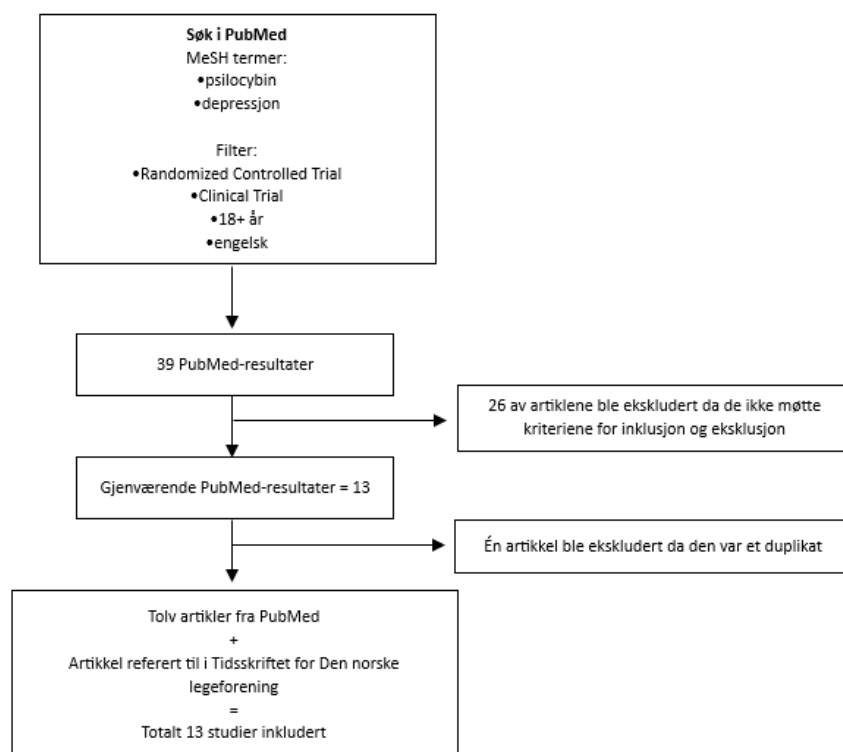 Søk i PubMed
MeSH termer:
•psilocybin
•depressjon
Filter:
•Randomized Controlled Trial
•Clinical Trial
•18+ år
•engelsk
39 PubMed-resultater
26 av artiklene ble ekskludert da de ikke møtte
kriteriene for inklusjon og eksklusjon
Gjenværende PubMed-resultater = 13
Én artikkel ble ekskludert da den var et duplikat
Tolv artikler fra PubMed
+
Artikkel referert til i Tidsskriftet for Den norske
legeforening
=
Totalt 13 studier inkludert